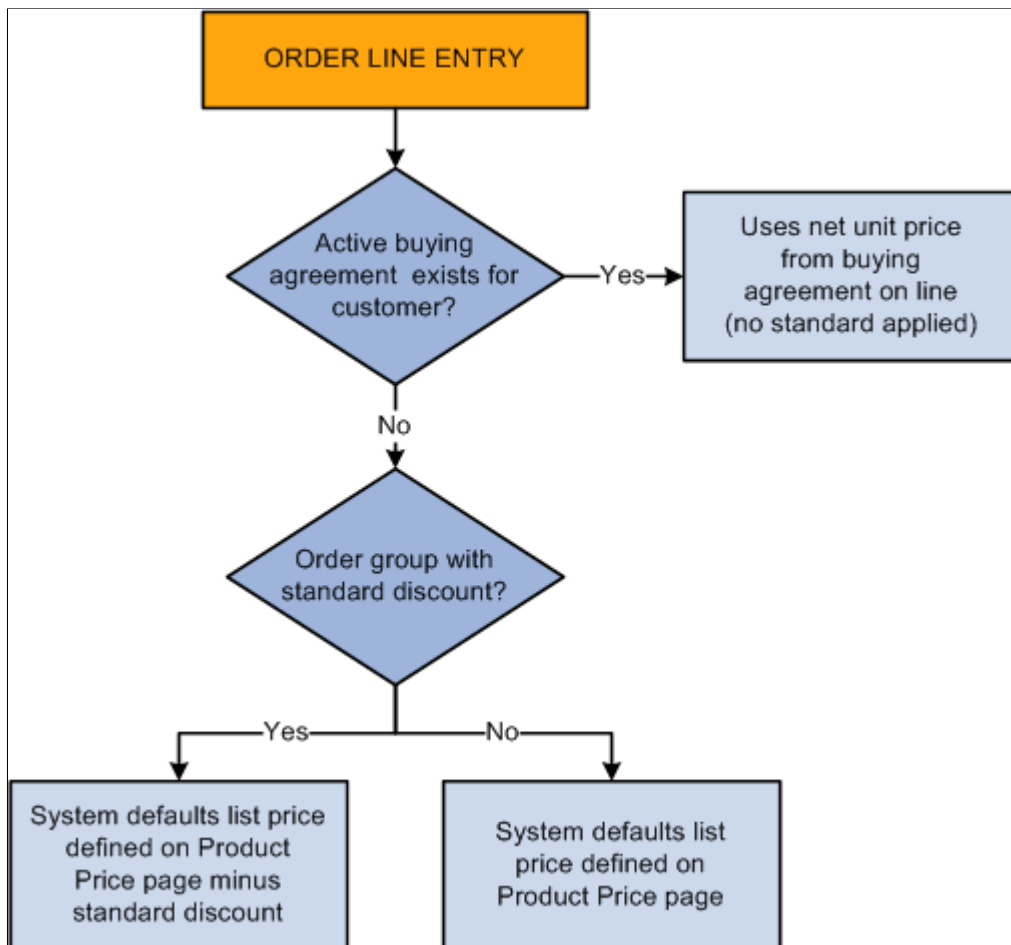 ORDER LINE ENTRY
Active buying
agreement exists for
customer?
Yes
Uses net unit price
from buying
agreement on line
(no standard applied)
No
Order group with
standard discount?
Yes
No
System defaults list price
defined on Product
Price page minus
standard discount
System defaults list
price defined on
Product Price page